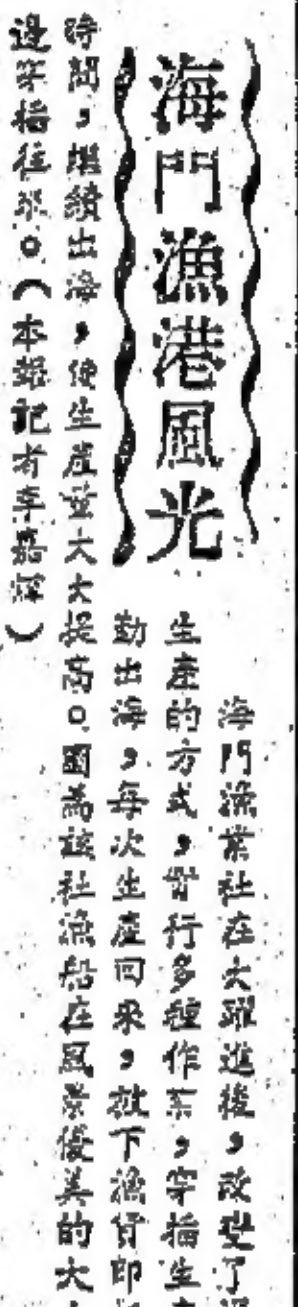 海門漁港風光
海門漁業社在大躍進後，改變了
生產的方式，實行多種作業，穿插生
勤出海，每次生產回來，放下漁貨即
時間，繼續出海，使生產量大大提高。因為該社漁船在風景優美的大
邊穿插往來。（本報記者李